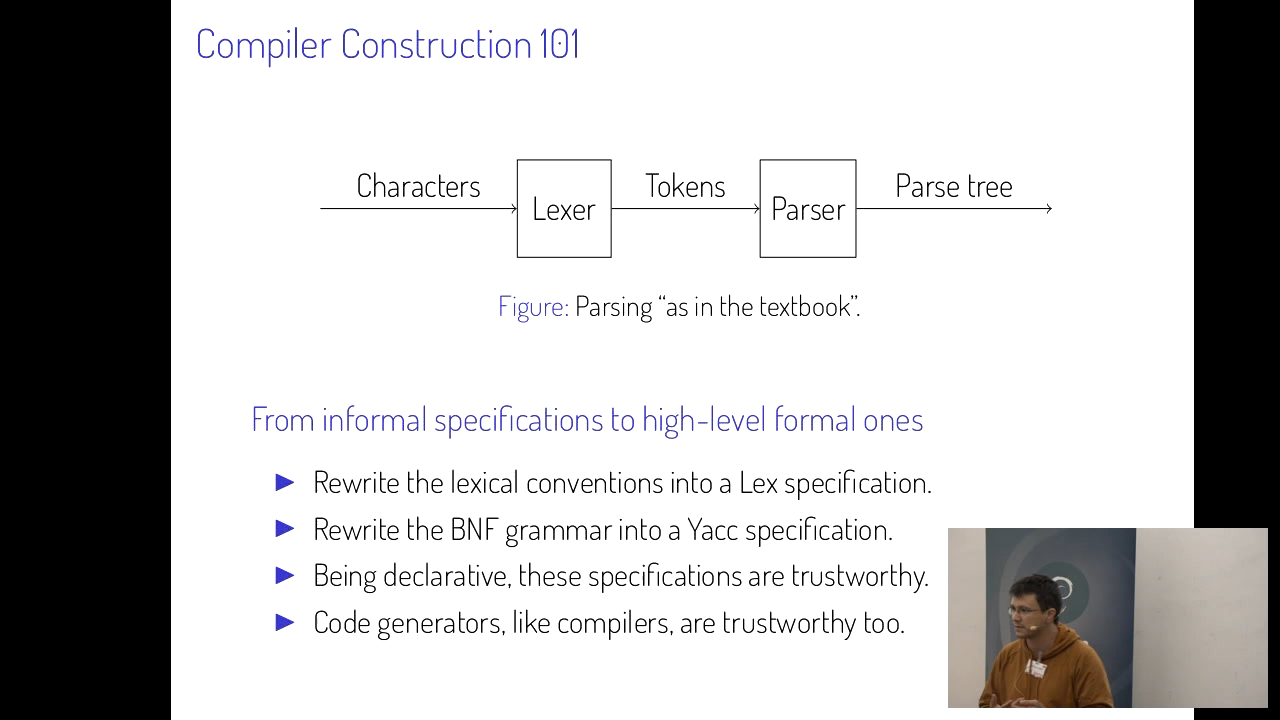 Compiler Construction 101
Characters
Lexer
Tokens
Parser
Parse tree
Figure: Parsing “as in the textbook”.
From informal specifications to high-level formal ones
▶ Rewrite the lexical conventions into a Lex specification.
▶ Rewrite the BNF grammar into a Yacc specification.
▶ Being declarative, these specifications are trustworthy.
▶ Code generators, like compilers, are trustworthy too.